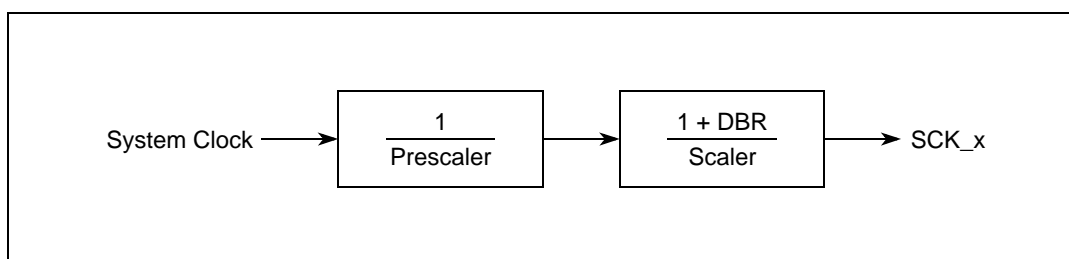 System Clock
1
Prescaler
1 + DBR
Scaler
SCK_x